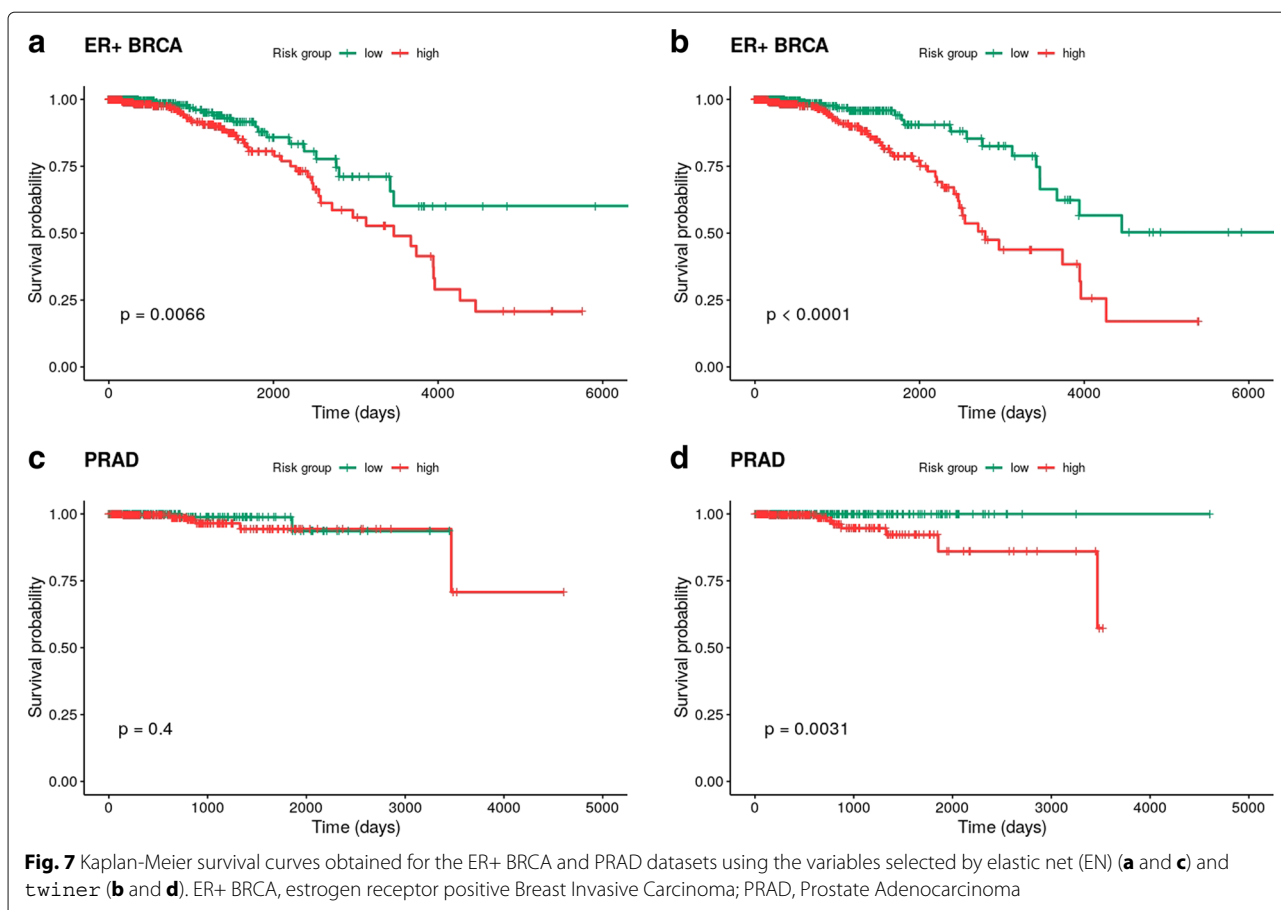 a ER+ BRCA
Risk group low high
1.00
0.75
0.50
0.25
0.00
Survival probability
p = 0.0066
0 2000 4000 6000
Time (days)
b ER+ BRCA
Risk group low high
1.00
0.75
0.50
0.25
0.00
Survival probability
p < 0.0001
0 2000 4000 6000
Time (days)
c PRAD
Risk group low high
1.00
0.75
0.50
0.25
0.00
Survival probability
p = 0.4
0 1000 2000 3000 4000 5000
Time (days)
d PRAD
Risk group low high
1.00
0.75
0.50
0.25
0.00
Survival probability
p = 0.0031
0 1000 2000 3000 4000 5000
Time (days)
Fig. 7 Kaplan-Meier survival curves obtained for the ER+ BRCA and PRAD datasets using the variables selected by elastic net (EN) (a and c) and
twiner (b and d). ER+ BRCA, estrogen receptor positive Breast Invasive Carcinoma; PRAD, Prostate Adenocarcinoma